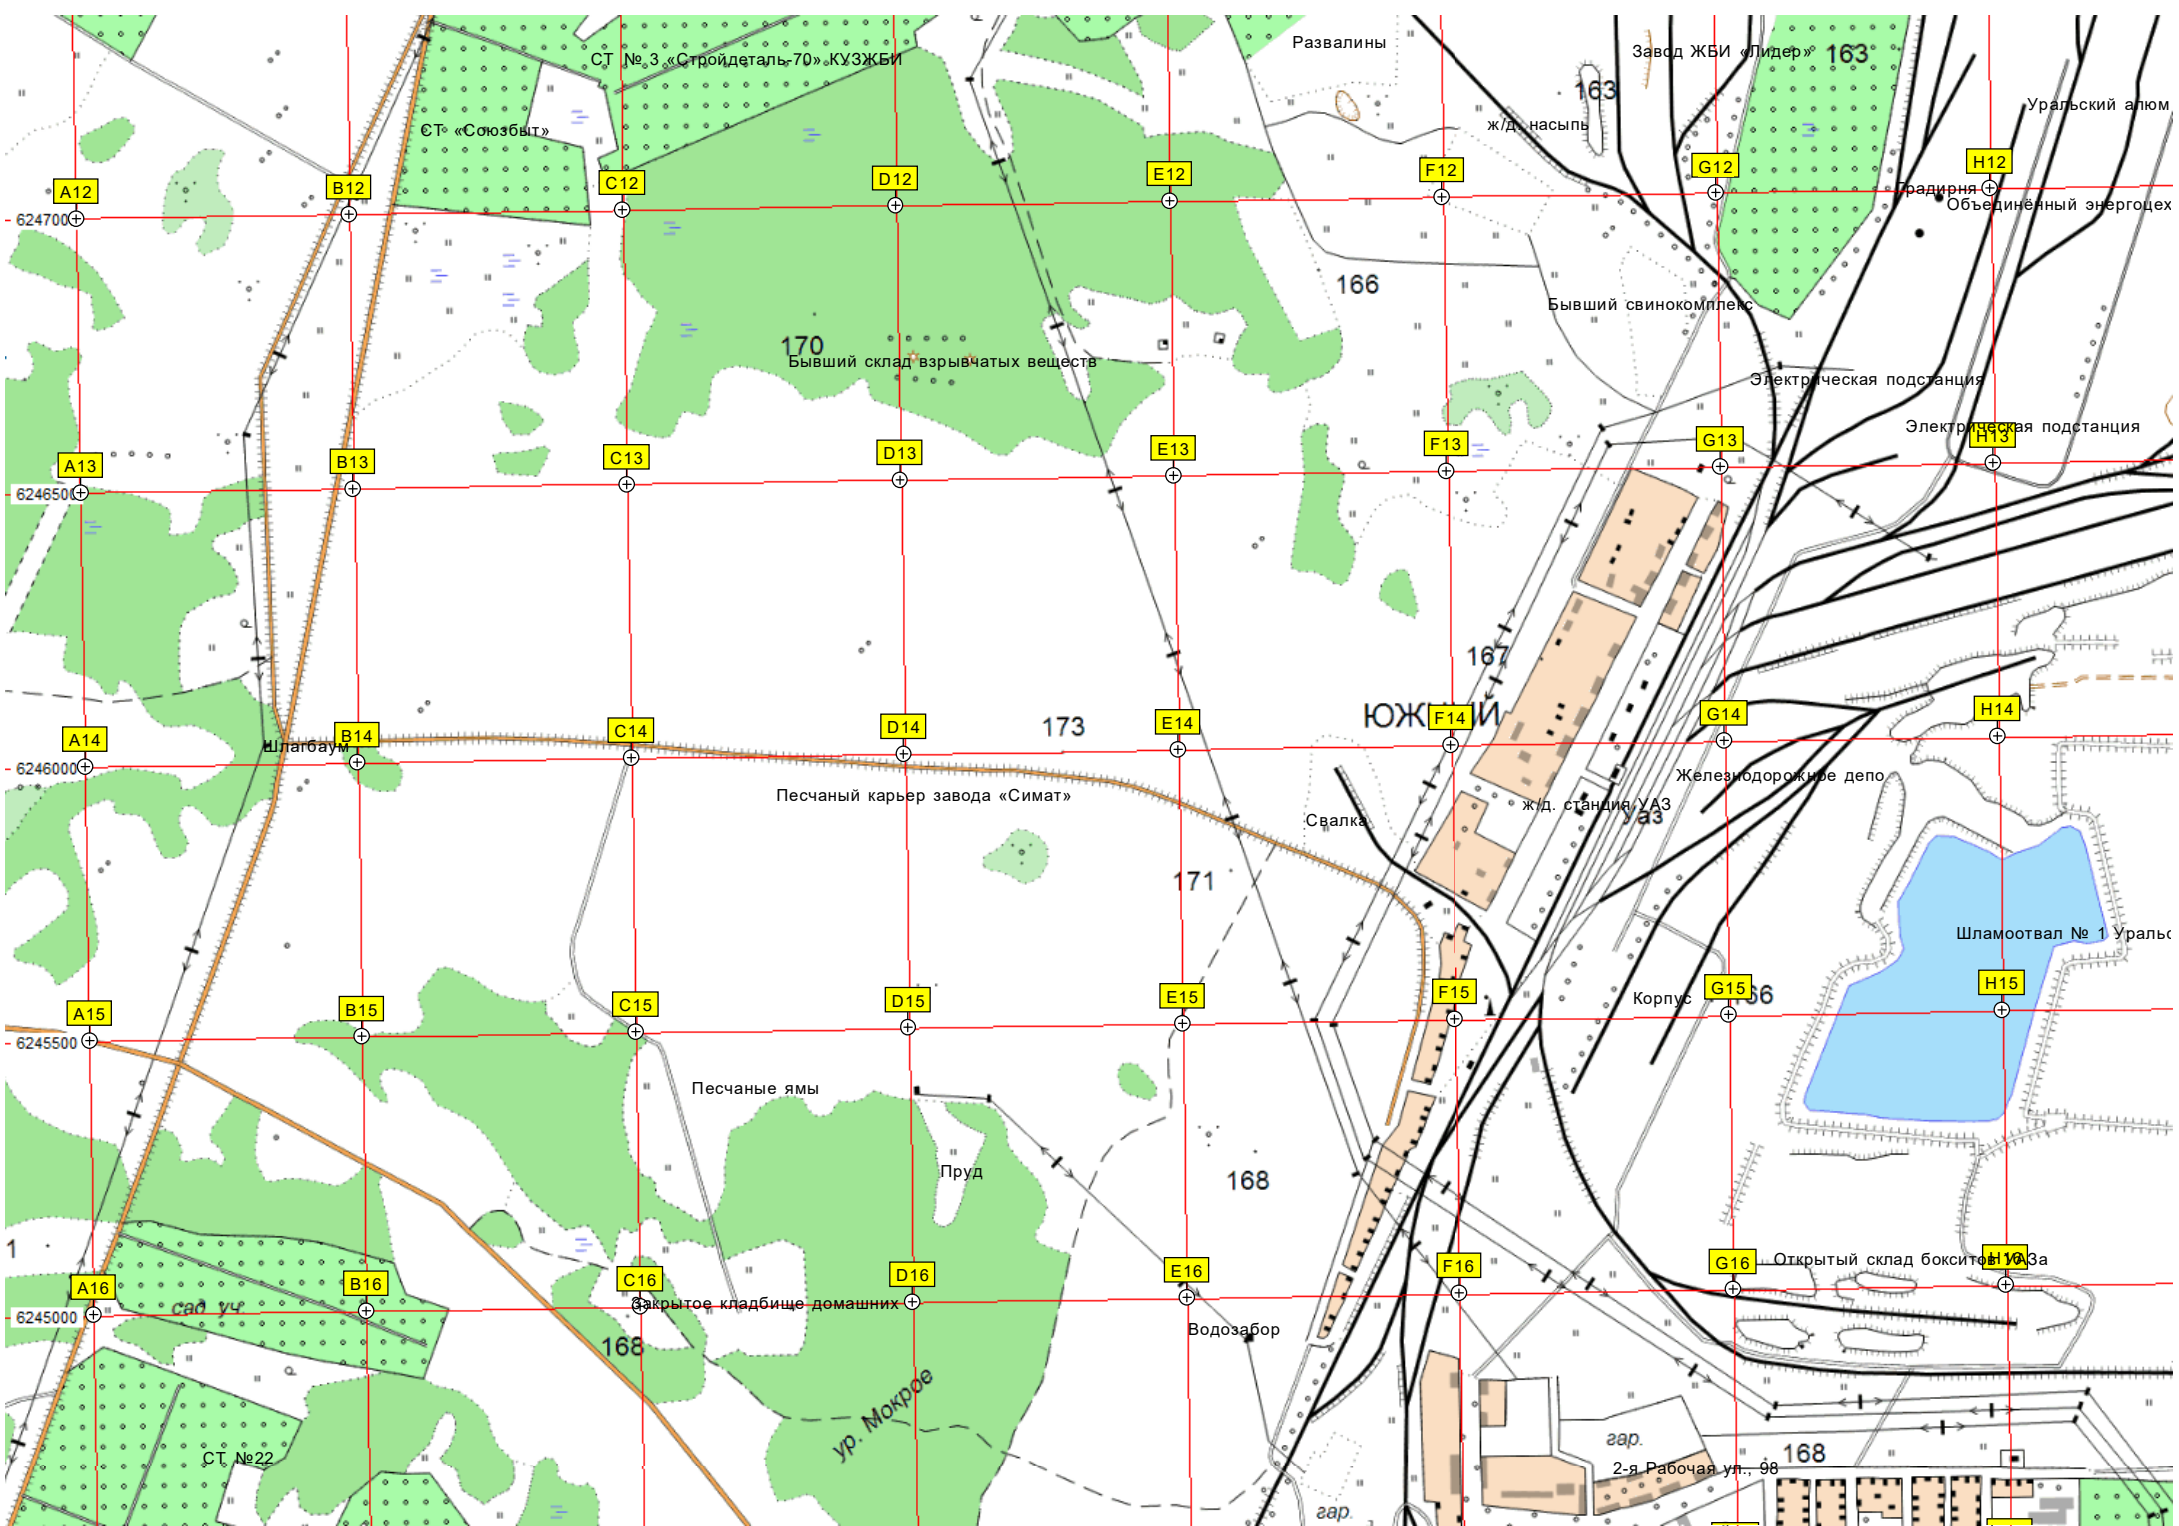 Развалины
Завод ЖБИ «Лидер»
163
СТ № 3 «Стройдеталь-70» КУЗЖБИ
163
Уральский алюм
СТ «Союзбыт»
ж/д. насыпь
A12
B12
C12
D12
E12
F12
G12
H12
Градирня
Объединённый энергоцех
6247000
166
Бывший свинокомплекс
170
Бывший склад взрывчатых веществ
Электрическая подстанция
Электрическая подстанция
A13
B13
C13
D13
E13
F13
G13
H13
6246500
167
ЮЖНЫЙ
173
A14
B14
C14
D14
E14
F14
G14
H14
Шлагбаум
6246000
Железнодорожное депо
Песчаный карьер завода «Симат»
ж/д. станция УАЗ
Уаз
Свалка
171
Шламоотвал № 1 Уральс
Корпус
166
A15
B15
C15
D15
E15
F15
G15
H15
6245500
Песчаные ямы
Пруд
168
1
Открытый склад бокситов УАЗа
A16
B16
C16
D16
E16
F16
G16
H16
сад. уч.
Закрытое кладбище домашних
6245000
Водозабор
168
ур. Мокрое
гар.
168
СТ №22
2-я Рабочая ул., 98
гар.